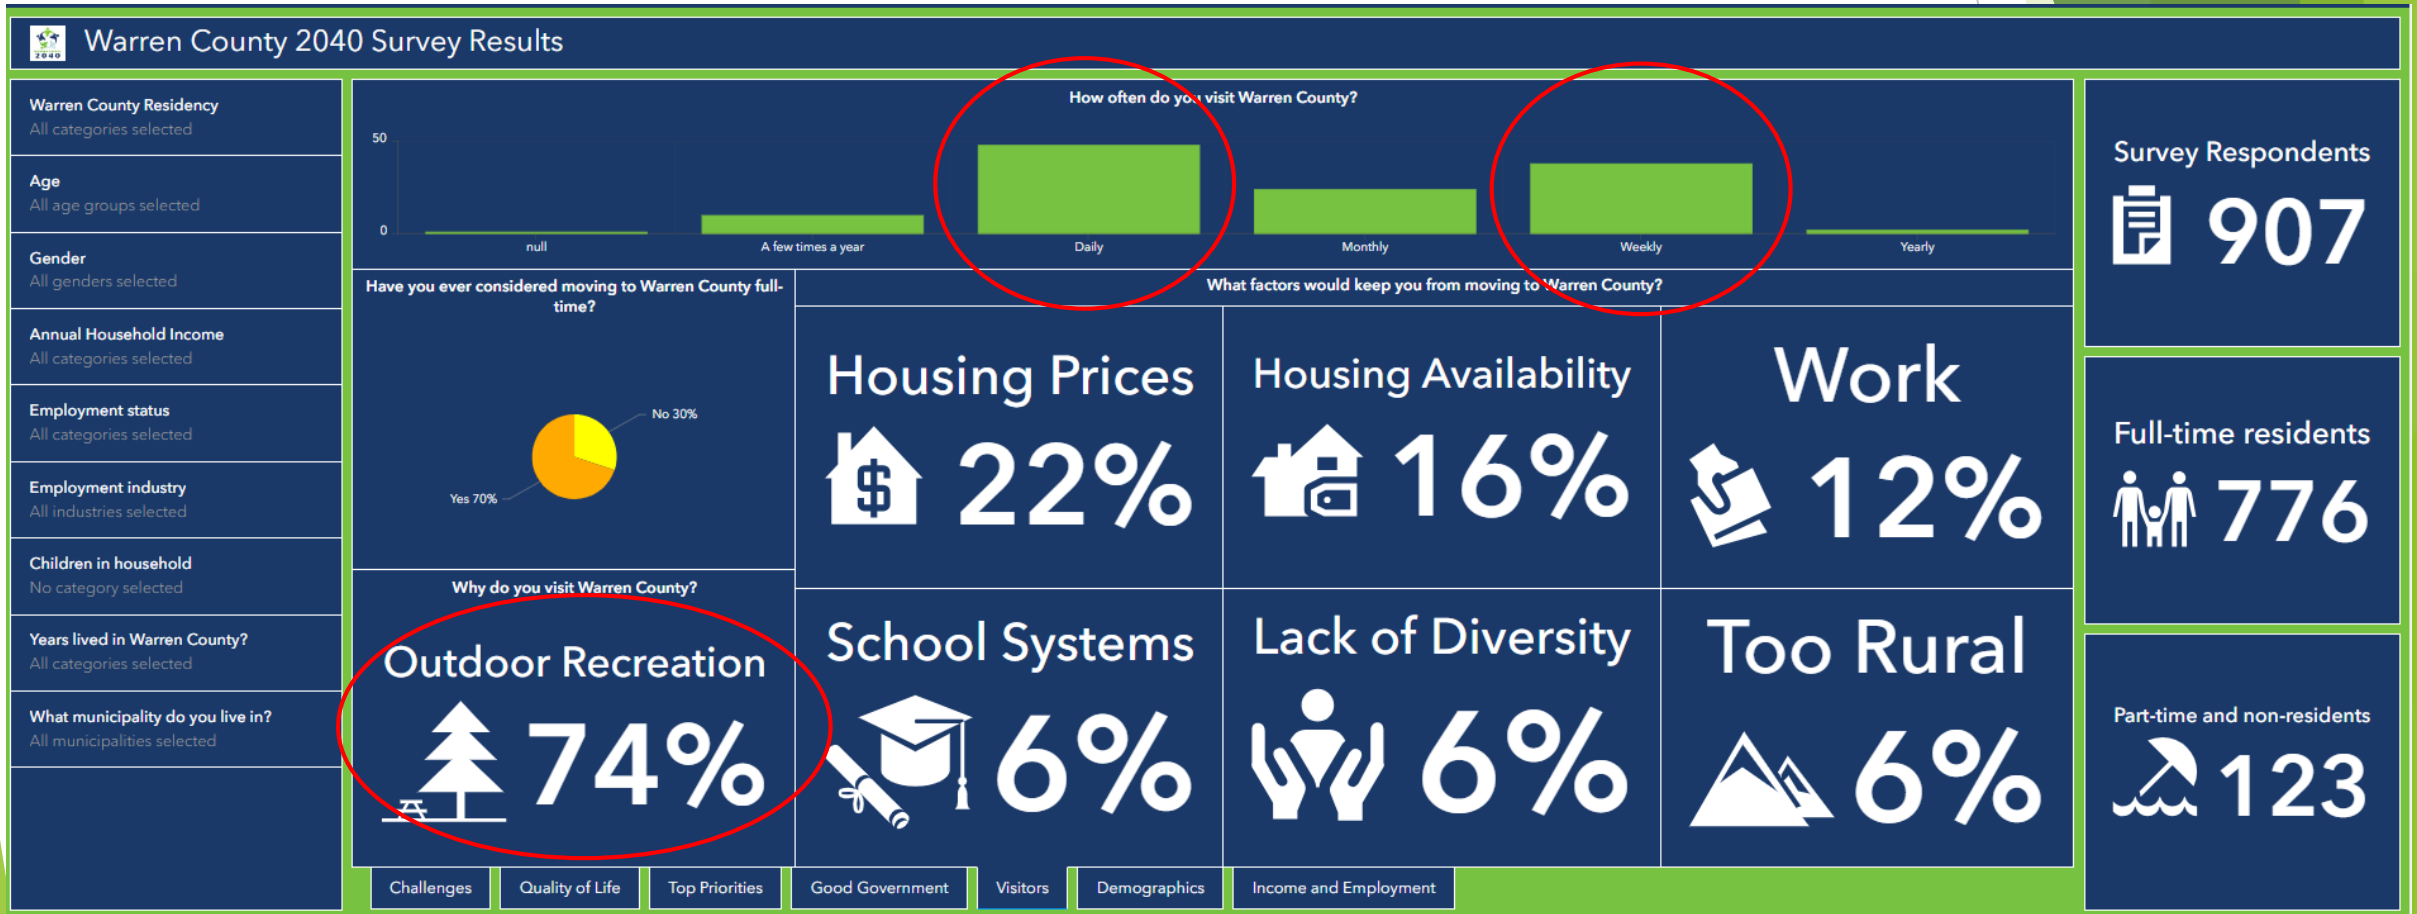 2040
Warren County 2040 Survey Results
Warren County Residency
All categories selected
Age
All age groups selected
Gender
All genders selected
Annual Household Income
All categories selected
Employment status
All categories selected
Employment industry
All industries selected
Children in household
No category selected
Years lived in Warren County?
All categories selected
What municipality do you live in?
All municipalities selected
How often do you visit Warren County?
50
0
null
A few times a year
Daily
Monthly
Weekly
Yearly
Have you ever considered moving to Warren County full-
time?
No 30%
Yes 70%
Why do you visit Warren County?
Outdoor Recreation
74%
What factors would keep you from moving to Warren County?
Housing Prices
$
22%
Housing Availability
16%
Work
12%
School Systems
6%
Lack of Diversity
6%
Too Rural
6%
Survey Respondents
907
Full-time residents
776
Part-time and non-residents
123
Challenges
Quality of Life
Top Priorities
Good Government
Visitors
Demographics
Income and Employment